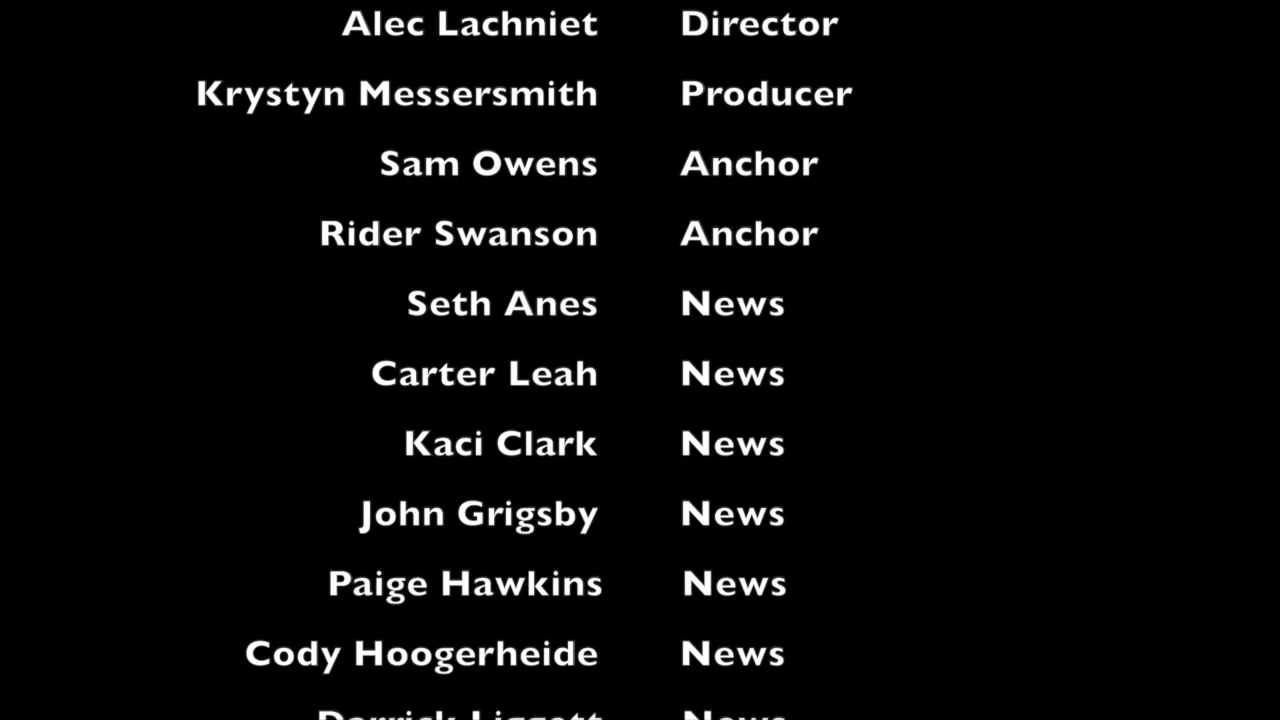 Alec Lachniet Director
Krystyn Messersmith Producer
Sam Owens Anchor
Rider Swanson Anchor
Seth Anes News
Carter Leah News
Kaci Clark News
John Grigsby News
Paige Hawkins News
Cody Hoogerheide News
News